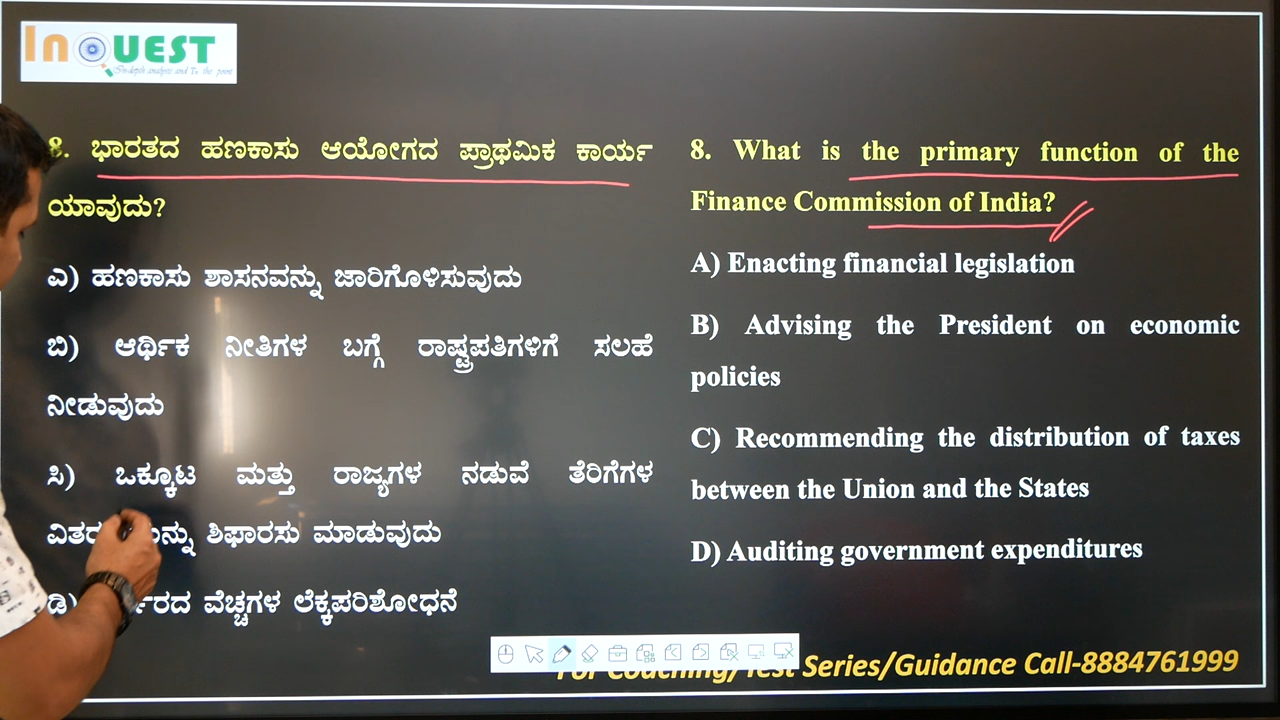 InQUEST
In-depth analysis and To the point
8. ಭಾರತದ ಹಣಕಾಸು ಆಯೋಗದ ಪ್ರಾಥಮಿಕ ಕಾರ್ಯ
ಯಾವುದು?
ಎ) ಹಣಕಾಸು ಶಾಸನವನ್ನು ಜಾರಿಗೊಳಿಸುವುದು
ಬಿ) ಆರ್ಥಿಕ ನೀತಿಗಳ ಬಗ್ಗೆ ರಾಷ್ಟ್ರಪತಿಗಳಿಗೆ ಸಲಹೆ
ನೀಡುವುದು
ಸಿ) ಒಕ್ಕೂಟ ಮತ್ತು ರಾಜ್ಯಗಳ ನಡುವೆ ತೆರಿಗೆಗಳ
ಶಿಫಾರಸು ಮಾಡುವುದು
ಡಿ) ವೆಚ್ಚಗಳ ಲೆಕ್ಕಪರಿಶೋಧನೆ
8. What is the primary function of the
Finance Commission of India?
A) Enacting financial legislation
B) Advising the President on economic
policies
C) Recommending the distribution of taxes
between the Union and the States
D) Auditing government expenditures
For Coaching/Test Series/Guidance Call-8884761999